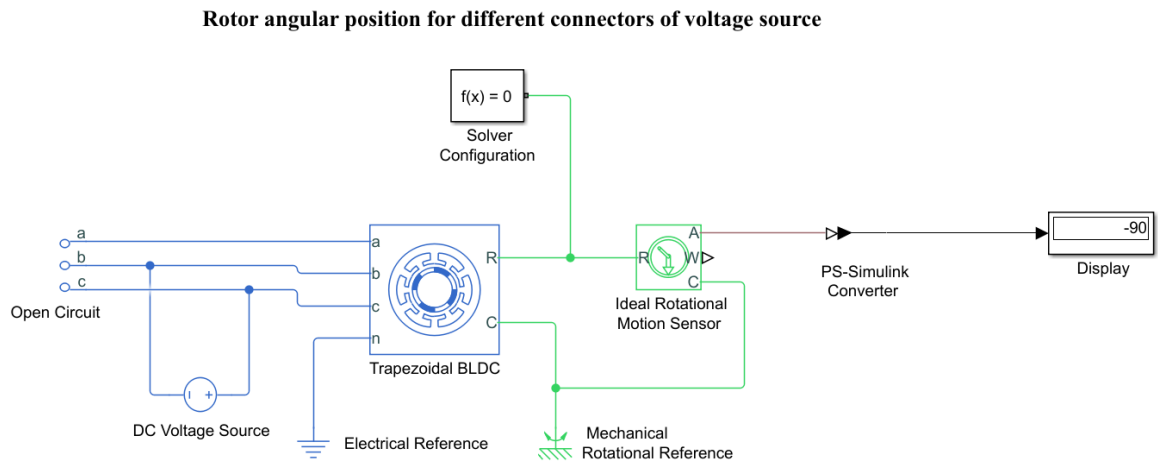 Rotor angular position for different connectors of voltage source
f(x) = 0
Solver
Configuration
a
b
c
Open Circuit
a
b
c
n
R
C
Trapezoidal BLDC
R
A
W
C
Ideal Rotational
Motion Sensor
PS-Simulink
Converter
-90
Display
DC Voltage Source
Electrical Reference
Mechanical
Rotational Reference